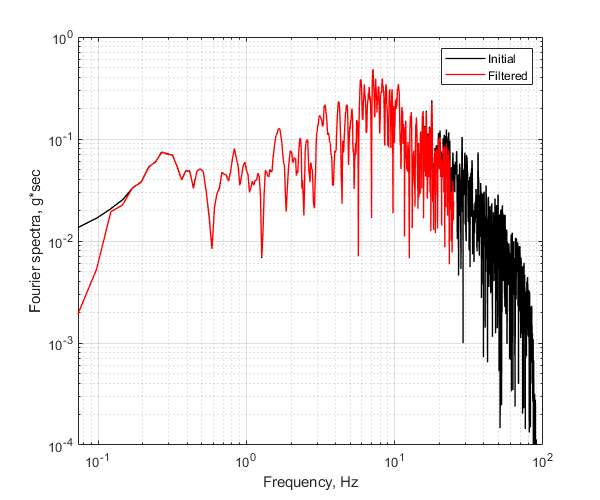 10^0
10^-1
10^-2
10^-3
10^-4
Fourier spectra, g*sec
Initial
Filtered
10^-1
10^0
10^1
10^2
Frequency, Hz